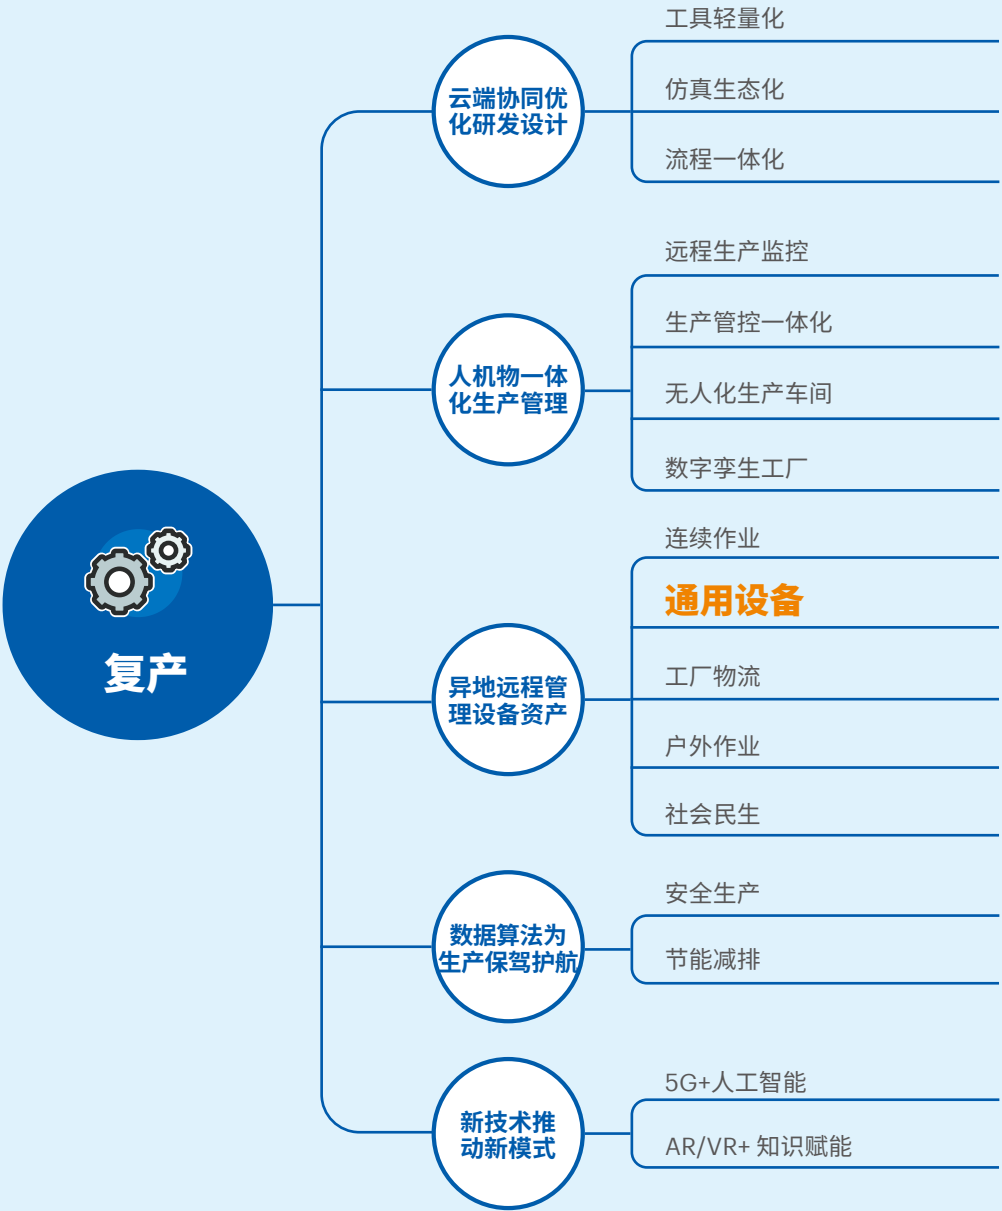 复产
云端协同优
化研发设计
工具轻量化
仿真生态化
流程一体化
人机物一体
化生产管理
远程生产监控
生产管控一体化
无人化生产车间
数字孪生工厂
异地远程管
理设备资产
连续作业
通用设备
工厂物流
户外作业
社会民生
数据算法为
生产保驾护航
安全生产
节能减排
新技术推
动新模式
5G+人工智能
AR/VR+ 知识赋能